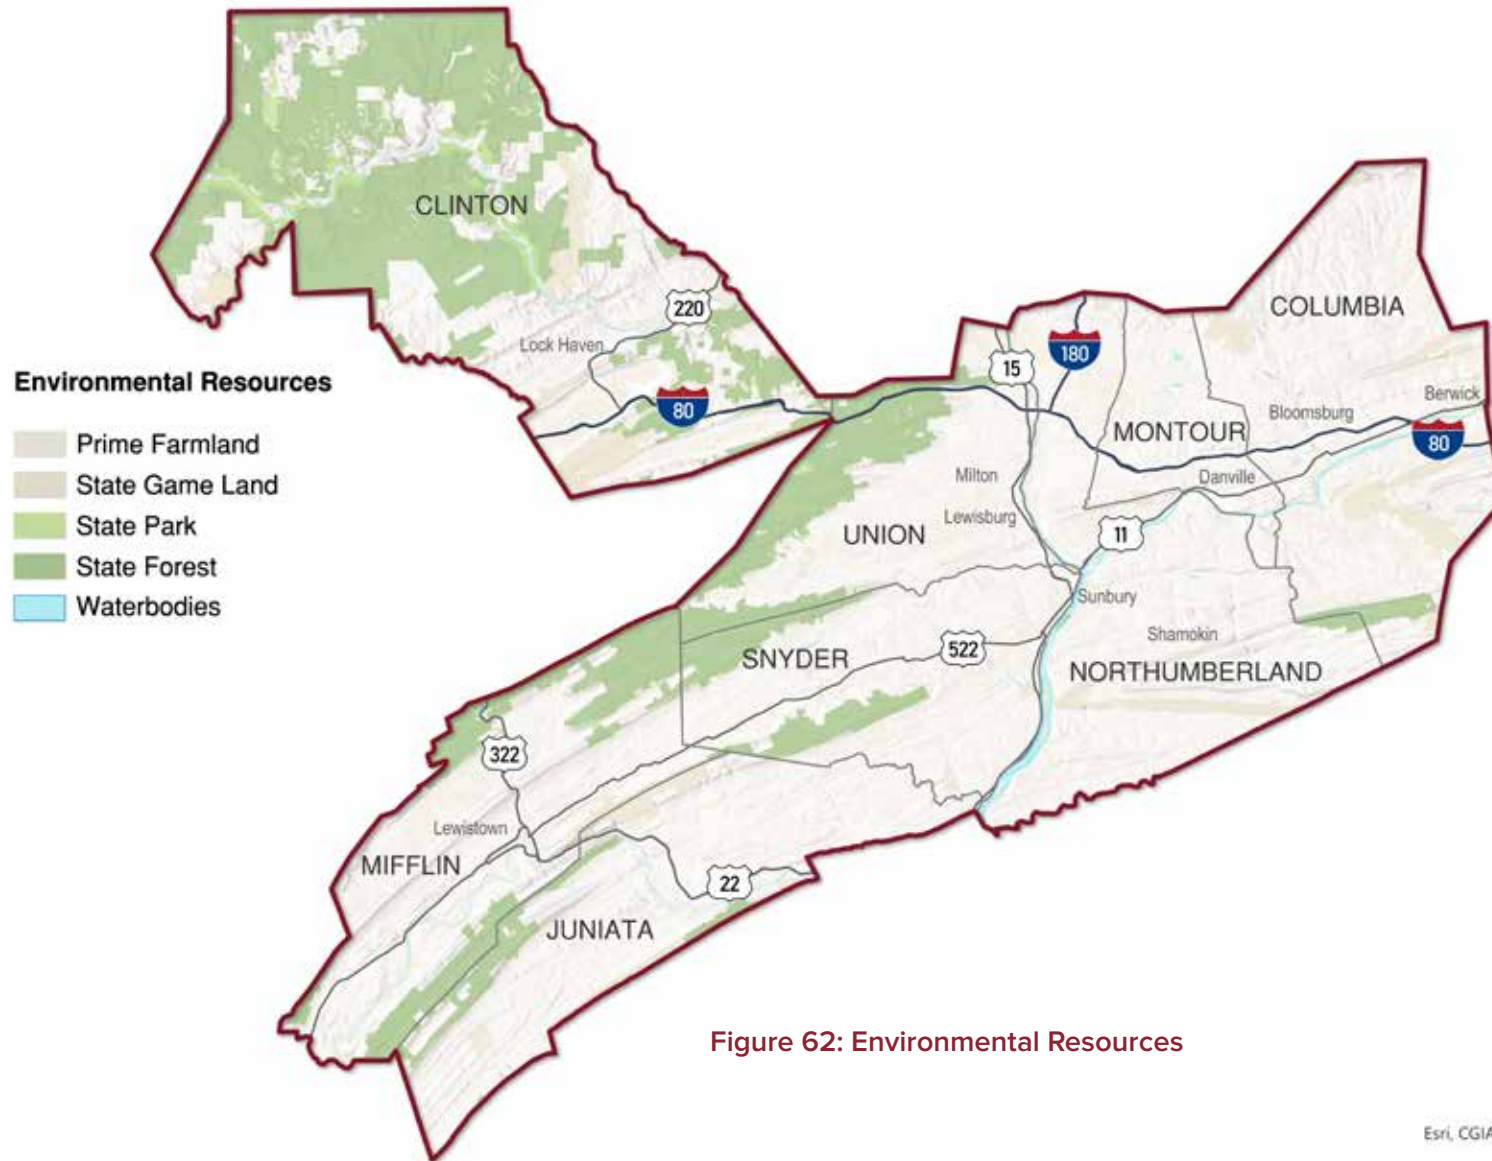 CLINTON
220
Lock Haven
80
COLUMBIA
180
15
Berwick
Bloomsburg
MONTOUR
80
Milton
Danville
Lewisburg
UNION
11
Sunbury
Shamokin
522
SNYDER
NORTHUMBERLAND
322
Lewistown
MIFFLIN
22
JUNIATA
Environmental Resources
Prime Farmland
State Game Land
State Park
State Forest
Waterbodies
Figure 62: Environmental Resources
Esri, CGIA